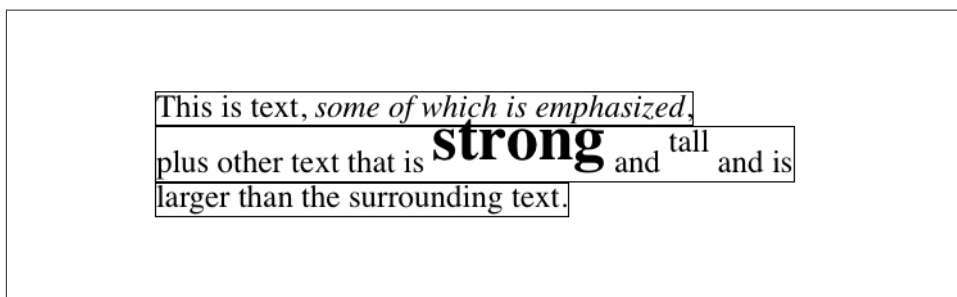 This is text, some of which is emphasized,
plus other text that is strong and tall and is
larger than the surrounding text.